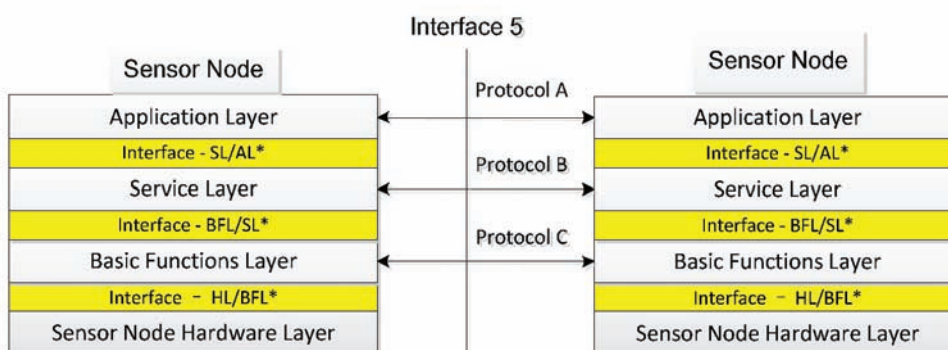 Interface 5
Sensor Node
Application Layer
Interface - SL/AL*
Service Layer
Interface - BFL/SL*
Basic Functions Layer
Interface - HL/BFL*
Sensor Node Hardware Layer
Protocol A
Protocol B
Protocol C
Sensor Node
Application Layer
Interface - SL/AL*
Service Layer
Interface - BFL/SL*
Basic Functions Layer
Interface - HL/BFL*
Sensor Node Hardware Layer